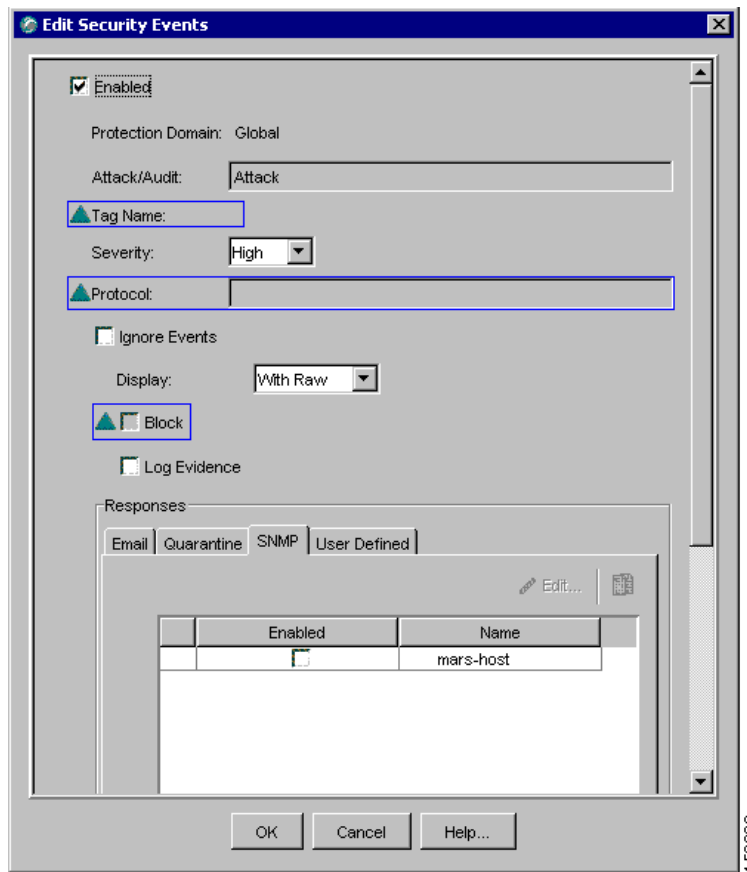 Edit Security Events
Enabled
Protection Domain: Global
Attack/Audit: Attack
Tag Name:
Severity: High
Protocol:
Ignore Events
Display: With Raw
Block
Log Evidence
Responses
Email Quarantine SNMP User Defined
Edit...
Enabled Name
mars-host
OK Cancel Help...